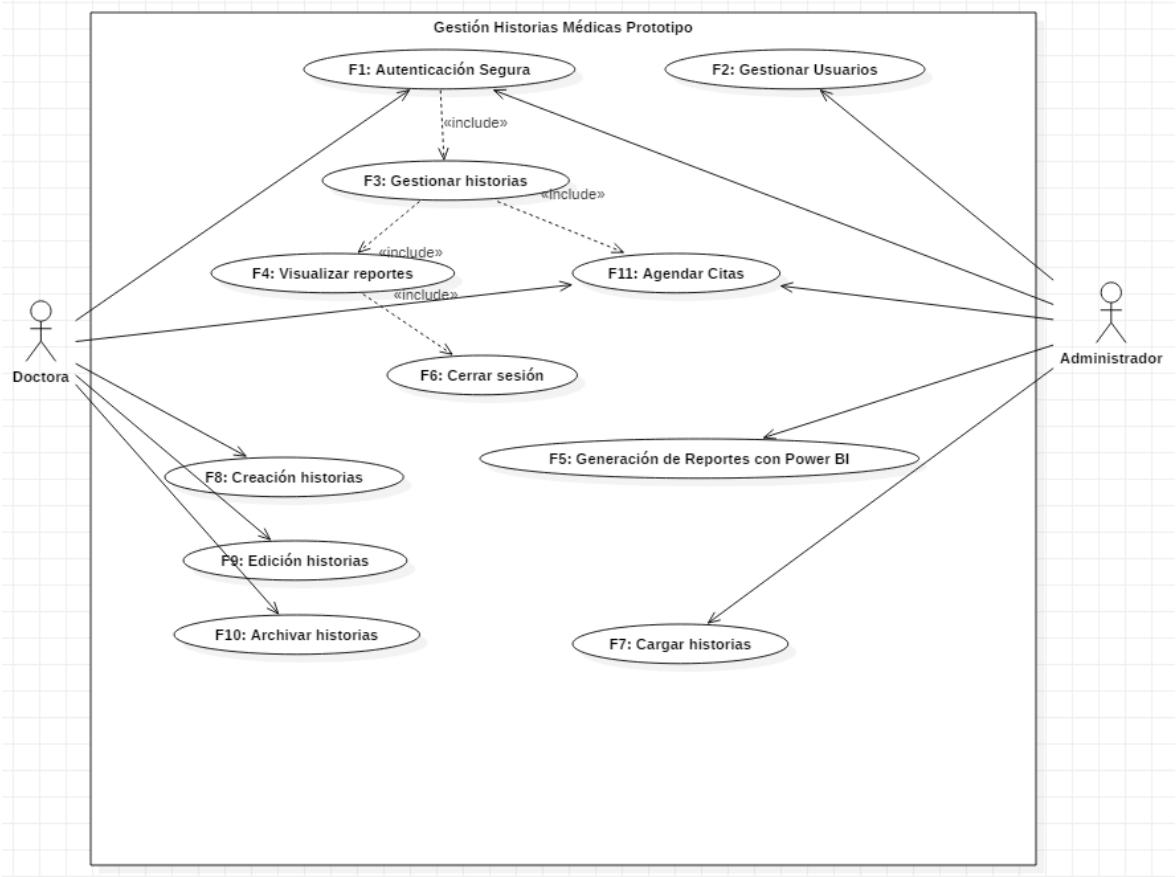 Gestión Historias Médicas Prototipo
F1: Autenticación Segura
F2: Gestionar Usuarios
«include»
F3: Gestionar historias
«include»
«include»
F4: Visualizar reportes
F11: Agendar Citas
«include»
F6: Cerrar sesión
Doctora
Administrador
F5: Generación de Reportes con Power BI
F8: Creación historias
F9: Edición historias
F10: Archivar historias
F7: Cargar historias